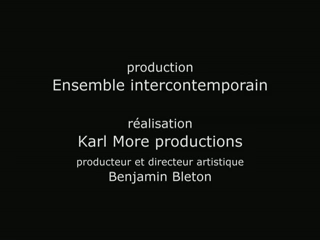 production
Ensemble intercontemporain
réalisation
Karl More productions
producteur et directeur artistique
Benjamin Bleton